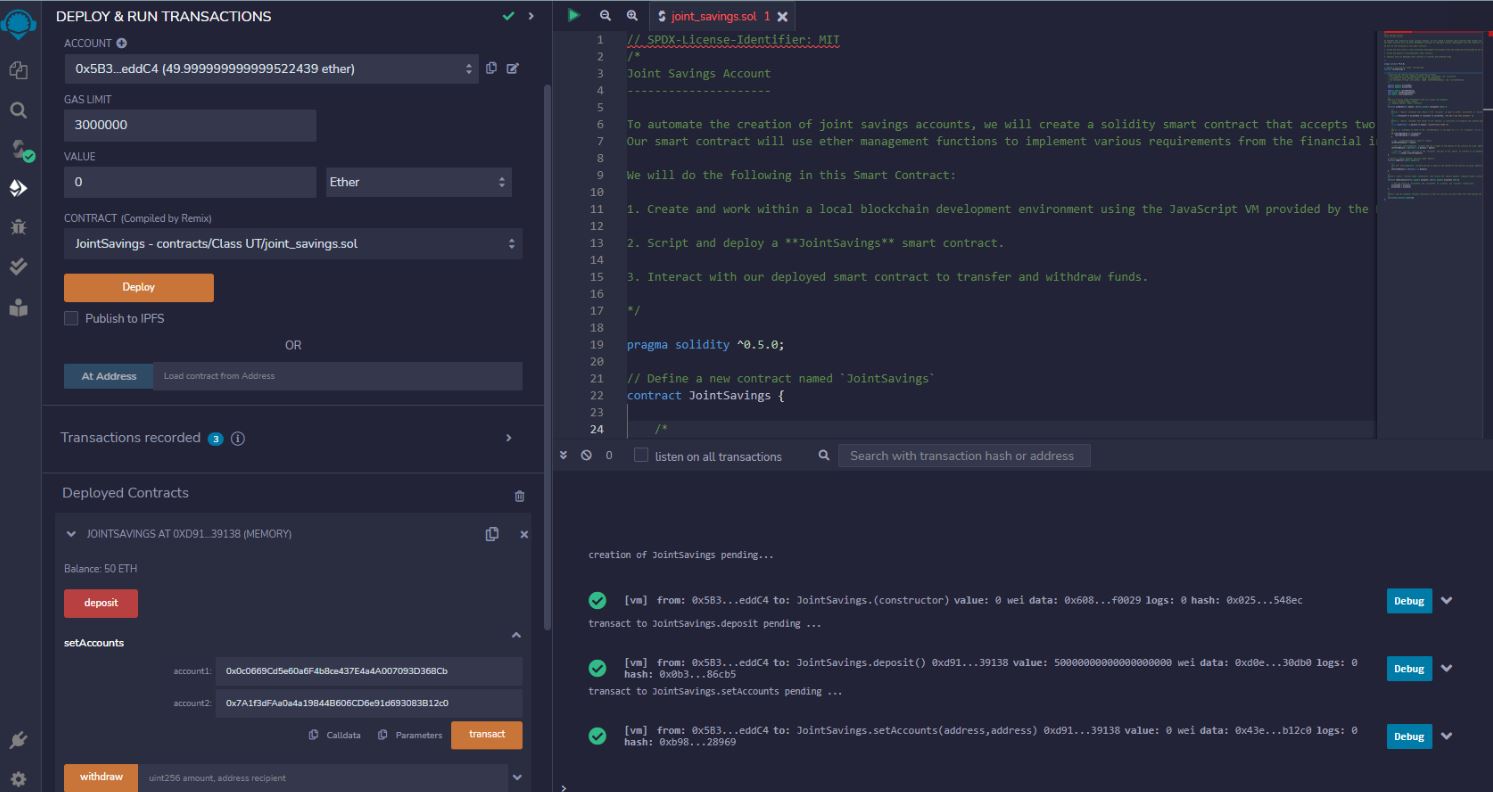 DEPLOY & RUN TRANSACTIONS
ACCOUNT
0x5B3...eddC4 (49.999999999999522439 ether)
GAS LIMIT
3000000
VALUE
0
Ether
CONTRACT (Compiled by Remix)
JointSavings - contracts/Class UT/joint_savings.sol
Deploy
Publish to IPFS
OR
At Address
Load contract from Address
Transactions recorded 3
Deployed Contracts
JOINTSAVINGS AT 0XD91...39138 (MEMORY)
Balance: 50 ETH
deposit
setAccounts
account1: 0x0c0669Cd5e60a6F4b8ce437E4a4A007093D368Cb
account2: 0x7A1f3dFAa0a4a19844B606CD6e91d693083B12c0
Calldata Parameters transact
withdraw uint256 amount, address recipient
joint_savings.sol 1
1 // SPDX-License-Identifier: MIT
2 /*
3 Joint Savings Account
4 ---------------------
5
6 To automate the creation of joint savings accounts, we will create a solidity smart contract that accepts two
7 Our smart contract will use ether management functions to implement various requirements from the financial i
8
9 We will do the following in this Smart Contract:
10
11 1. Create and work within a local blockchain development environment using the JavaScript VM provided by the
12
13 2. Script and deploy a **JointSavings** smart contract.
14
15 3. Interact with our deployed smart contract to transfer and withdraw funds.
16
17 */
18
19 pragma solidity ^0.5.0;
20
21 // Define a new contract named `JointSavings`
22 contract JointSavings {
23
24 /*
0 listen on all transactions Search with transaction hash or address
creation of JointSavings pending...
[vm] from: 0x5B3...eddC4 to: JointSavings.(constructor) value: 0 wei data: 0x608...f0029 logs: 0 hash: 0x025...548ec
Debug
transact to JointSavings.deposit pending ...
[vm] from: 0x5B3...eddC4 to: JointSavings.deposit() 0xd91...39138 value: 50000000000000000000 wei data: 0xd0e...30db0 logs: 0
hash: 0x0b3...86cb5
Debug
transact to JointSavings.setAccounts pending ...
[vm] from: 0x5B3...eddC4 to: JointSavings.setAccounts(address,address) 0xd91...39138 value: 0 wei data: 0x43e...b12c0 logs: 0
hash: 0xb98...28969
Debug
>